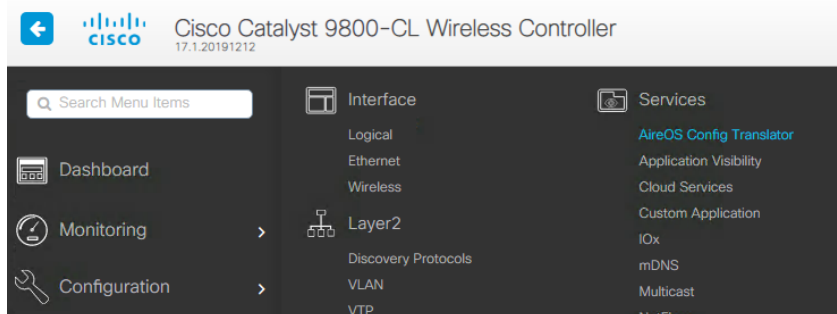 CISCO
Cisco Catalyst 9800-CL Wireless Controller
17.1.20191212
Search Menu Items
Dashboard
Monitoring
Configuration
Interface
Logical
Ethernet
Wireless
Layer2
Discovery Protocols
VLAN
VTP
Services
AireOS Config Translator
Application Visibility
Cloud Services
Custom Application
IOx
mDNS
Multicast